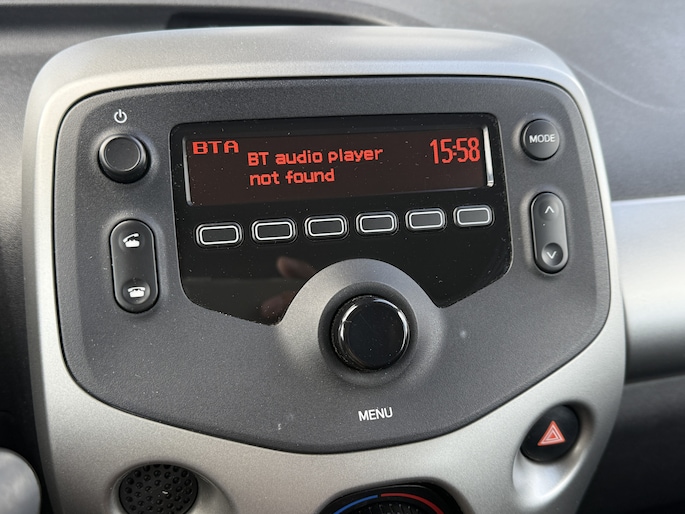 BTA
BT audio player
not found
15:58
MODE
MENU